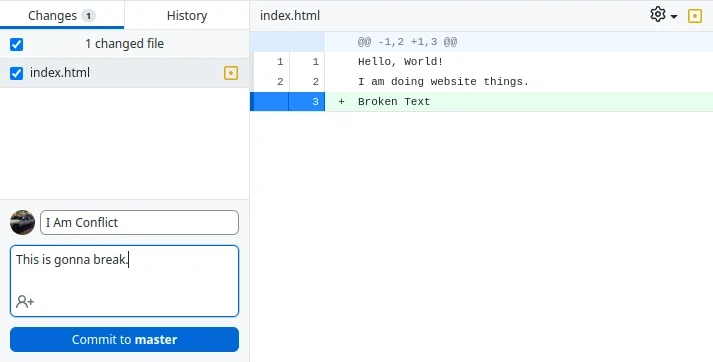 Changes 1 History
1 changed file
index.html
I Am Conflict
This is gonna break.
Commit to master
index.html
@@ -1,2 +1,3 @@
1 1 Hello, World!
2 2 I am doing website things.
3 + Broken Text